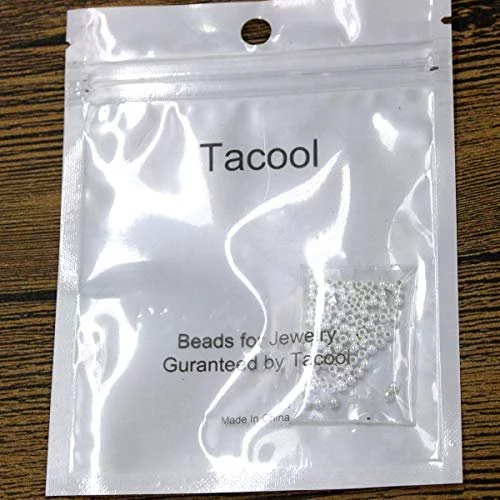 Tacool
Beads for Jewelry
Guranteed by Tacool
Made in China